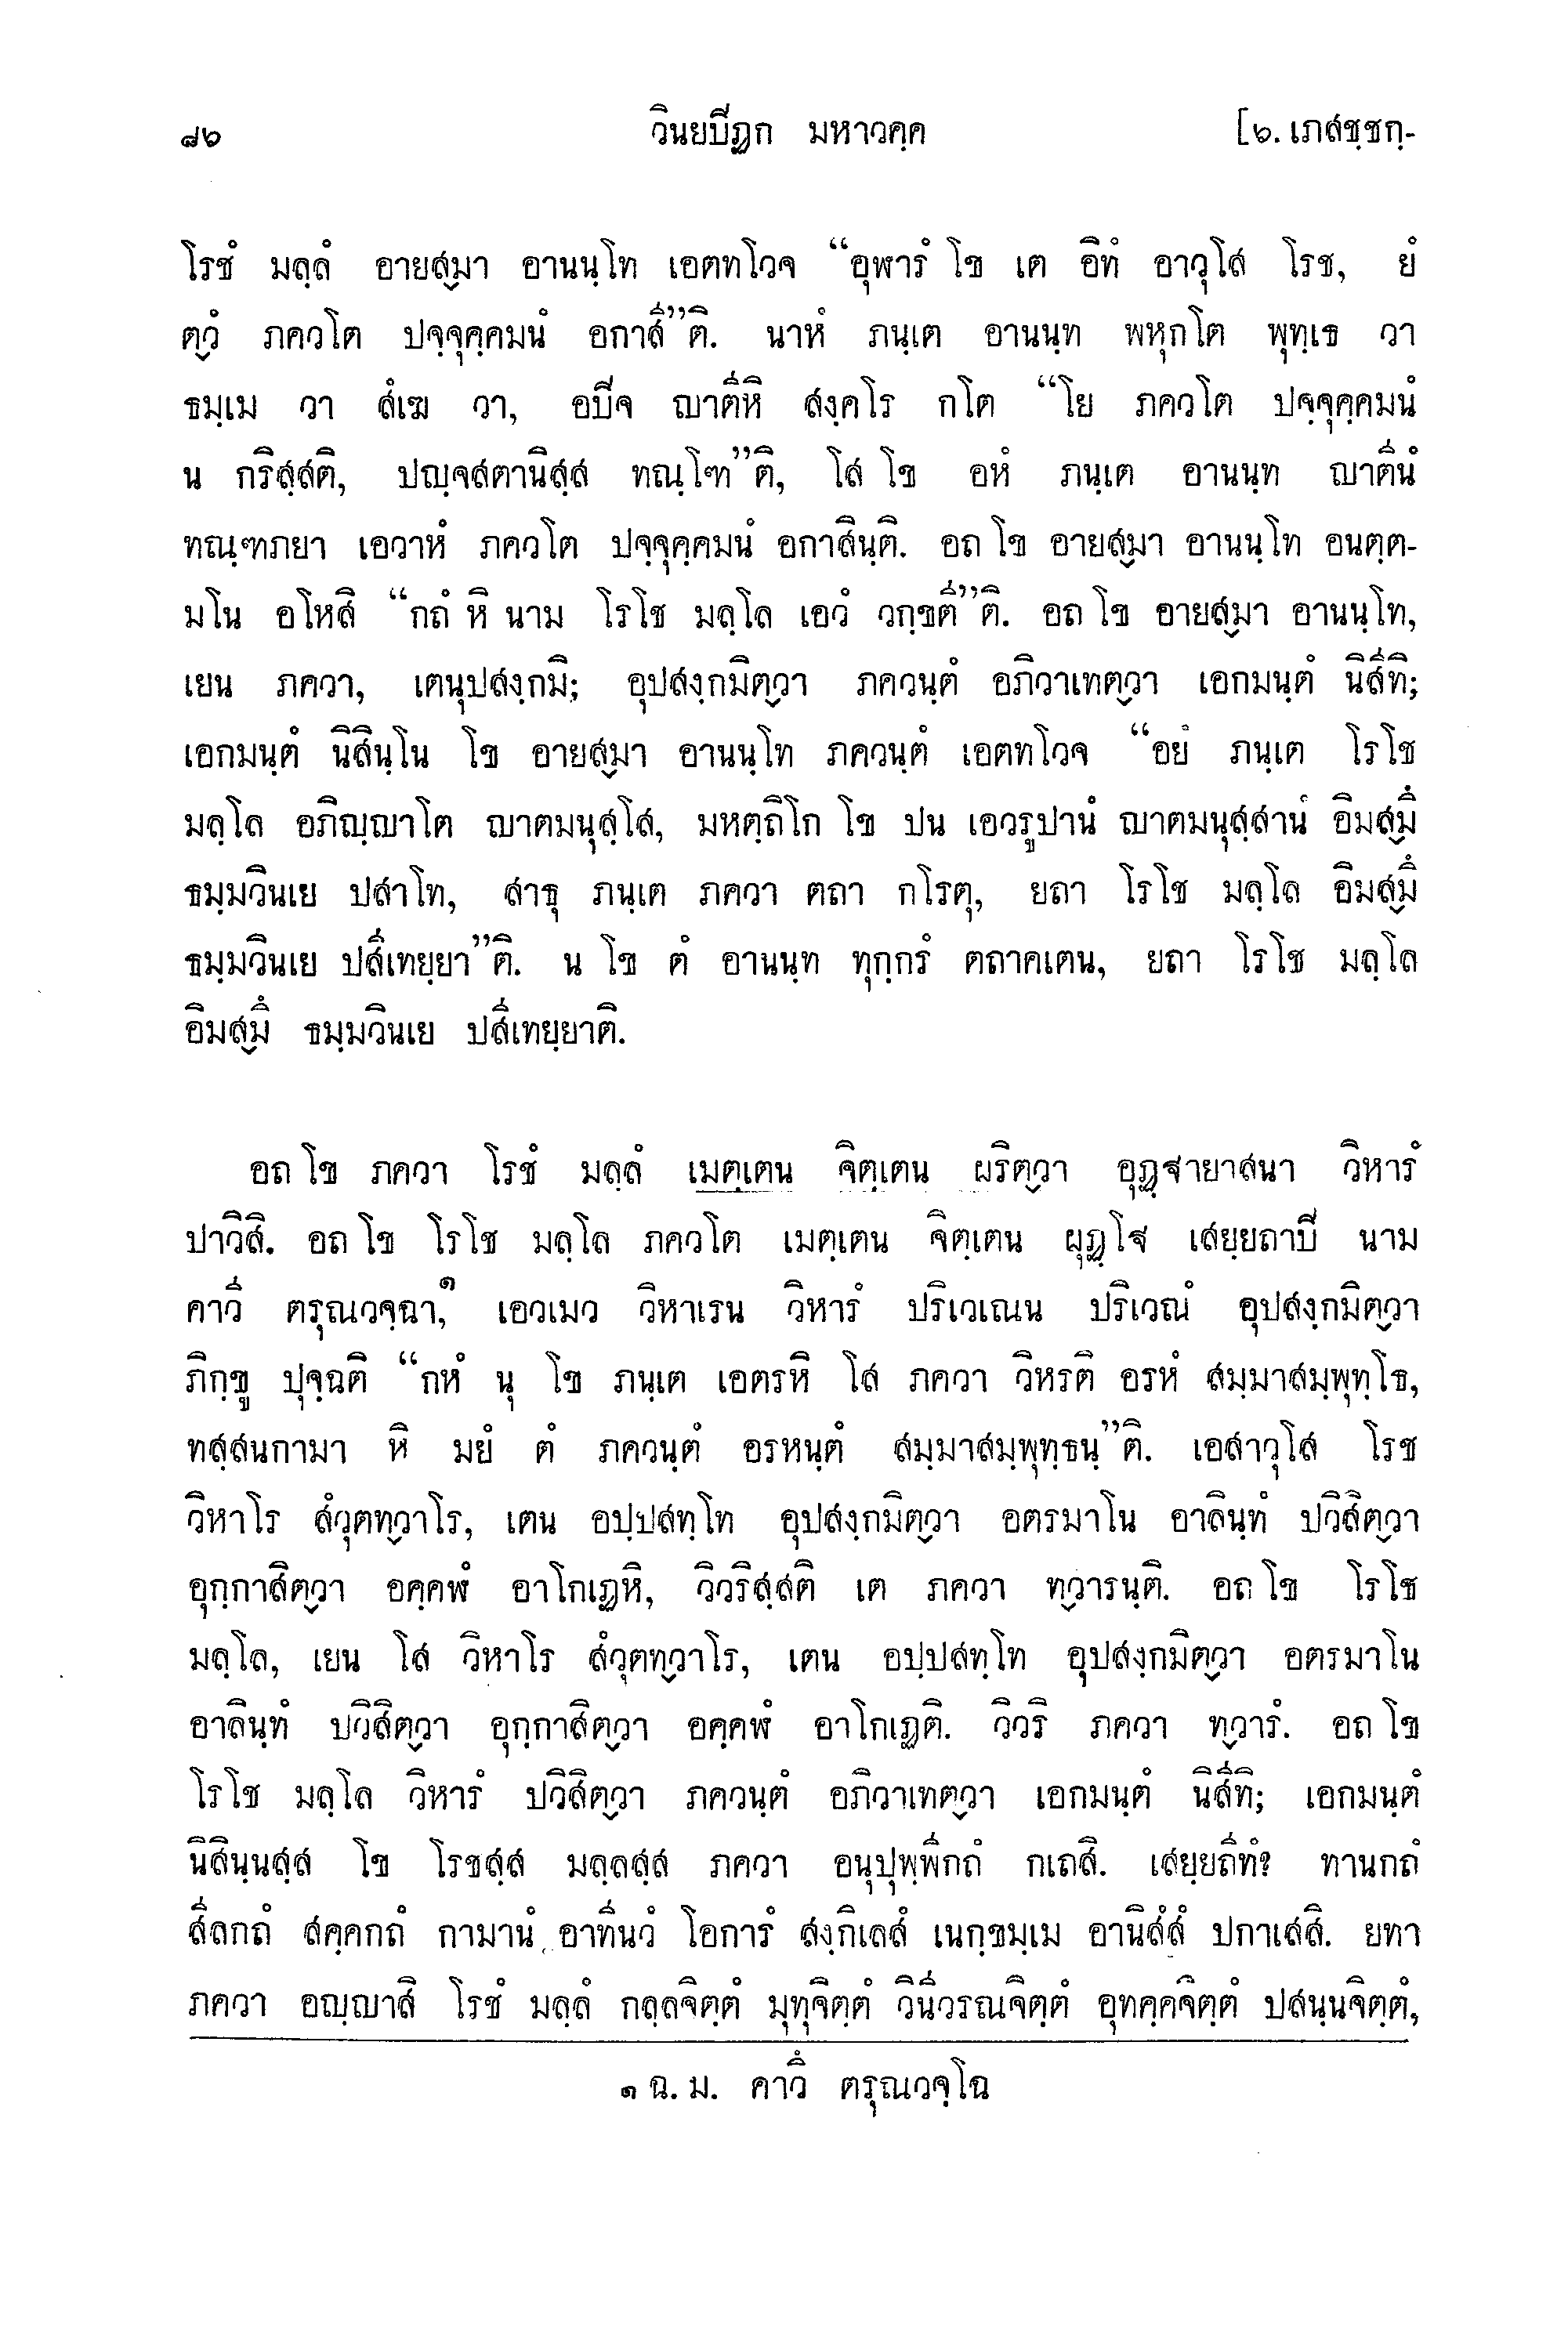 ๘๖ วินยปีฏก มหาวคฺค [๖. เภสชฺชกฺ-
โรชํ มลฺลํ อายสฺมา อานนฺโท เอตทโวจ “อุฬารํ โข เต อิทํ อาวุโส โรช, ยํ
ตฺวํ ภควโต ปจฺจุคฺคมนํ อกาสี”ติ. นาหํ ภนฺเต อานนฺท พหุกโต พุทฺเธ วา
ธมฺเม วา สํเฆ วา, อปิจ ญาตีหิ สงฺคโร กโต “โย ภควโต ปจฺจุคฺคมนํ
น กริสฺสติ, ปญฺจสตานิสฺส ทณฺโฑ”ติ, โส โข อหํ ภนฺเต อานนฺท ญาตีนํ
ทณฺฑภยา เอวาหํ ภควโต ปจฺจุคฺคมนํ อกาสินฺติ. อถ โข อายสฺมา อานนฺโท อนตฺต-
มโน อโหสิ “กถํ หิ นาม โรโช มลฺโล เอวํ วกฺขตี”ติ. อถ โข อายสฺมา อานนฺโท,
เยน ภควา, เตนุปสงฺกมิ; อุปสงฺกมิตฺวา ภควนฺตํ อภิวาเทตฺวา เอกมนฺตํ นิสีทิ;
เอกมนฺตํ นิสินฺโน โข อายสฺมา อานนฺโท ภควนฺตํ เอตทโวจ “อยํ ภนฺเต โรโช
มลฺโล อภิญฺญาโต ญาตมนุสฺโส, มหตฺถิโก โข ปน เอวรูปานํ ญาตมนุสฺสานํ อิมสฺมึ
ธมฺมวินเย ปสาโท, สาธุ ภนฺเต ภควา ตถา กโรตุ, ยถา โรโช มลฺโล อิมสฺมึ
ธมฺมวินเย ปสีเทยฺยา”ติ. น โข ตํ อานนฺท ทุกฺกรํ ตถาคเตน, ยถา โรโช มลฺโล
อิมสฺมึ ธมฺมวินเย ปสีเทยฺยาติ.
อถ โข ภควา โรชํ มลฺลํ เมตฺเตน จิตฺเตน ผริตฺวา อุฏฺฐายาสนา วิหารํ
ปาวิสิ. อถ โข โรโช มลฺโล ภควโต เมตฺเตน จิตฺเตน ผุฏฺโฐ เสยฺยถาปี นาม
คาวี ตรุณวจฺฉา,๑ เอวเมว วิหาเรน วิหารํ ปริเวเณน ปริเวณํ อุปสงฺกมิตฺวา
ภิกฺขู ปุจฺฉติ “กหํ นุ โข ภนฺเต เอตรหิ โส ภควา วิหรติ อรหํ สมฺมาสมฺพุทฺโธ,
ทสฺสนกามา หิ มยํ ตํ ภควนฺตํ อรหนฺตํ สมฺมาสมฺพุทฺธนฺ”ติ. เอสาวุโส โรช
วิหาโร สํวุตทฺวาโร, เตน อปฺปสทฺโท อุปสงฺกมิตฺวา อตรมาโน อาลินฺทํ ปวิสิตฺวา
อุกฺกาสิตฺวา อคฺคฬํ อาโกเฏหิ, วิวริสฺสติ เต ภควา ทฺวารนฺติ. อถ โข โรโช
มลฺโล, เยน โส วิหาโร สํวุตทฺวาโร, เตน อปฺปสทฺโท อุปสงฺกมิตฺวา อตรมาโน
อาลินฺทํ ปวิสิตฺวา อุกฺกาสิตฺวา อคฺคฬํ อาโกเฏติ. วิวริ ภควา ทฺวารํ. อถ โข
โรโช มลฺโล วิหารํ ปวิสิตฺวา ภควนฺตํ อภิวาเทตฺวา เอกมนฺตํ นิสีทิ; เอกมนฺตํ
นิสินฺนสฺส โข โรชสฺส มลฺลสฺส ภควา อนุปุพฺพีกถํ กเถสิ. เสยฺยถีทํ? ทานกถํ
สีลกถํ สคฺคกถํ กามานํ อาทีนวํ โอการํ สงฺกิเลสํ เนกฺขมฺเม อานิสํสํ ปกาเสสิ. ยทา
ภควา อญฺญาสิ โรชํ มลฺลํ กลฺลจิตฺตํ มุทุจิตฺตํ วินีวรณจิตฺตํ อุทคฺคจิตฺตํ ปสนฺนจิตฺตํ,
๑ ฉ. ม. คาวึ ตรุณวจฺโฉ